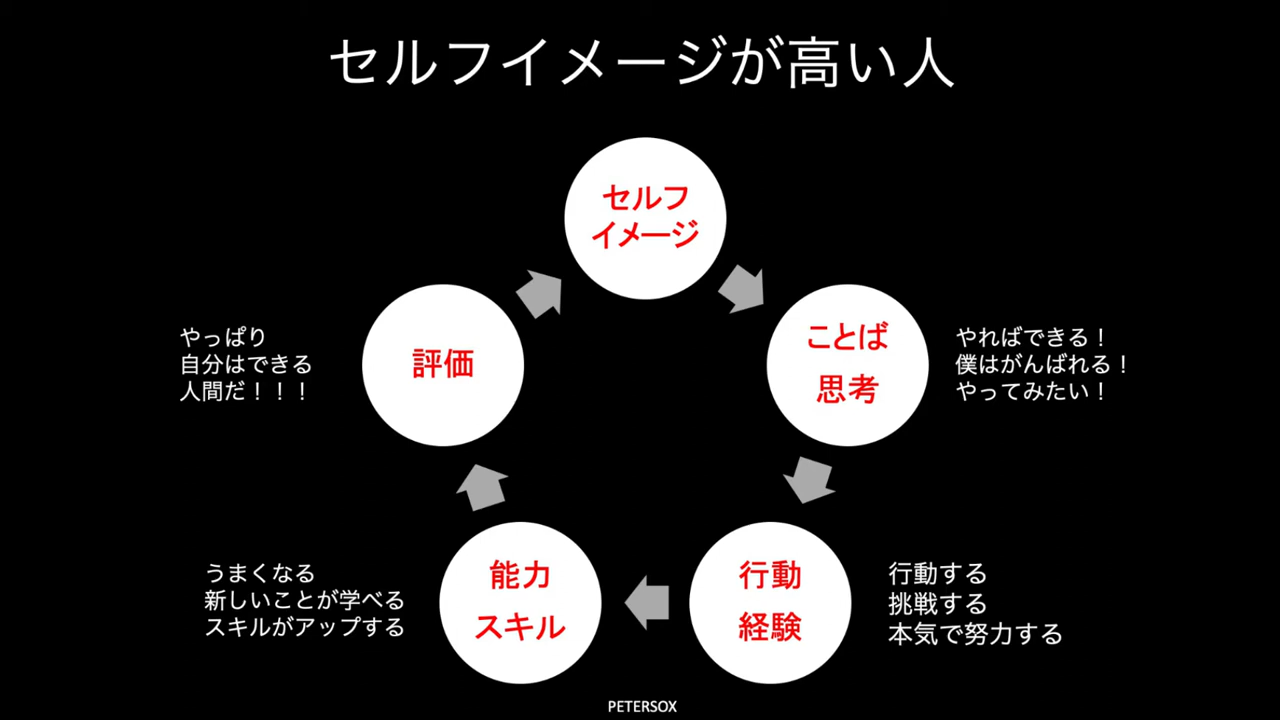 セルフイメージが高い人
セルフ
イメージ
ことば
思考
やればできる！
僕はがんばれる！
やってみたい！
行動
経験
行動する
挑戦する
本気で努力する
能力
スキル
うまくなる
新しいことが学べる
スキルがアップする
評価
やっぱり
自分はできる
人間だ！！！
PETERSOX